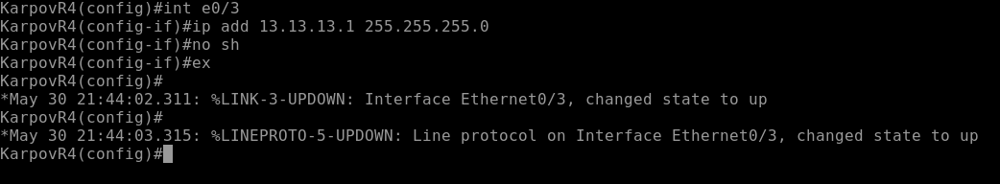 KarpovR4(config)#int e0/3
KarpovR4(config-if)#ip add 13.13.13.1 255.255.255.0
KarpovR4(config-if)#no sh
KarpovR4(config-if)#ex
KarpovR4(config)#
*May 30 21:44:02.311: %LINK-3-UPDOWN: Interface Ethernet0/3, changed state to up
KarpovR4(config)#
*May 30 21:44:03.315: %LINEPROTO-5-UPDOWN: Line protocol on Interface Ethernet0/3, changed state to up
KarpovR4(config)#